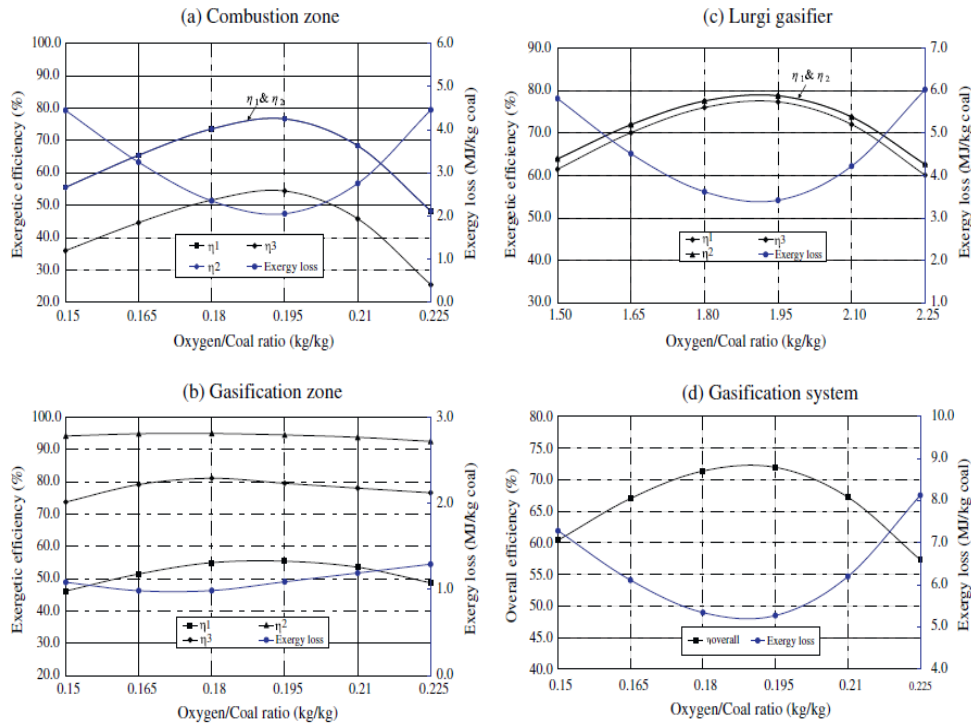 (a) Combustion zone
Exergetic efficiency (%)
100.0
90.0
80.0
70.0
60.0
50.0
40.0
30.0
20.0
6.0
5.0
4.0
3.0
2.0
1.0
0.0
Exergy loss (MJ/kg coal)
η1 & η2
η1 η3
η2 Exergy loss
0.15 0.165 0.18 0.195 0.21 0.225
Oxygen/Coal ratio (kg/kg)
(c) Lurgi gasifier
Exergetic efficiency (%)
90.0
80.0
70.0
60.0
50.0
40.0
30.0
7.0
6.0
5.0
4.0
3.0
2.0
1.0
Exergy loss (MJ/kg coal)
η1 & η2
η1 η3
η2 Exergy loss
1.50 1.65 1.80 1.95 2.10 2.25
Oxygen/Coal ratio (kg/kg)
(b) Gasification zone
Exergetic efficiency (%)
100.0
90.0
80.0
70.0
60.0
50.0
40.0
30.0
20.0
3.0
2.0
1.0
0.0
Exergy loss (MJ/kg coal)
η1 η2
η3 Exergy loss
0.15 0.165 0.18 0.195 0.21 0.225
Oxygen/Coal ratio (kg/kg)
(d) Gasification system
Overall efficiency (%)
80.0
75.0
70.0
65.0
60.0
55.0
50.0
45.0
40.0
10.0
9.0
8.0
7.0
6.0
5.0
4.0
Exergy loss (MJ/kg coal)
ηoverall Exergy loss
0.15 0.165 0.18 0.195 0.21 0.225
Oxygen/Coal ratio (kg/kg)